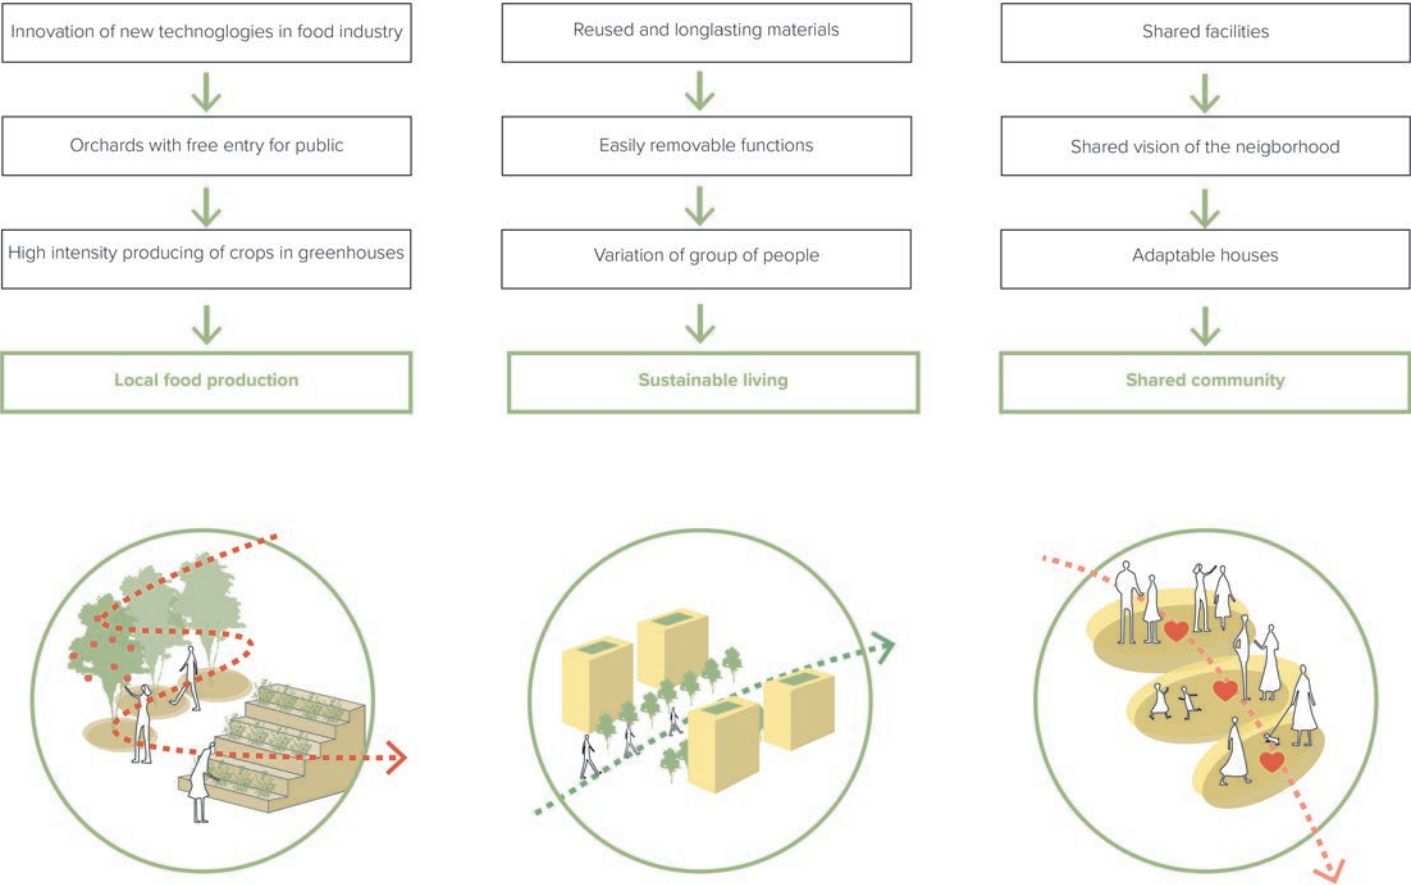 Innovation of new technoglogies in food industry
Orchards with free entry for public
High intensity producing of crops in greenhouses
Local food production
Reused and longlasting materials
Easily removable functions
Variation of group of people
Sustainable living
Shared facilities
Shared vision of the neigborhood
Adaptable houses
Shared community